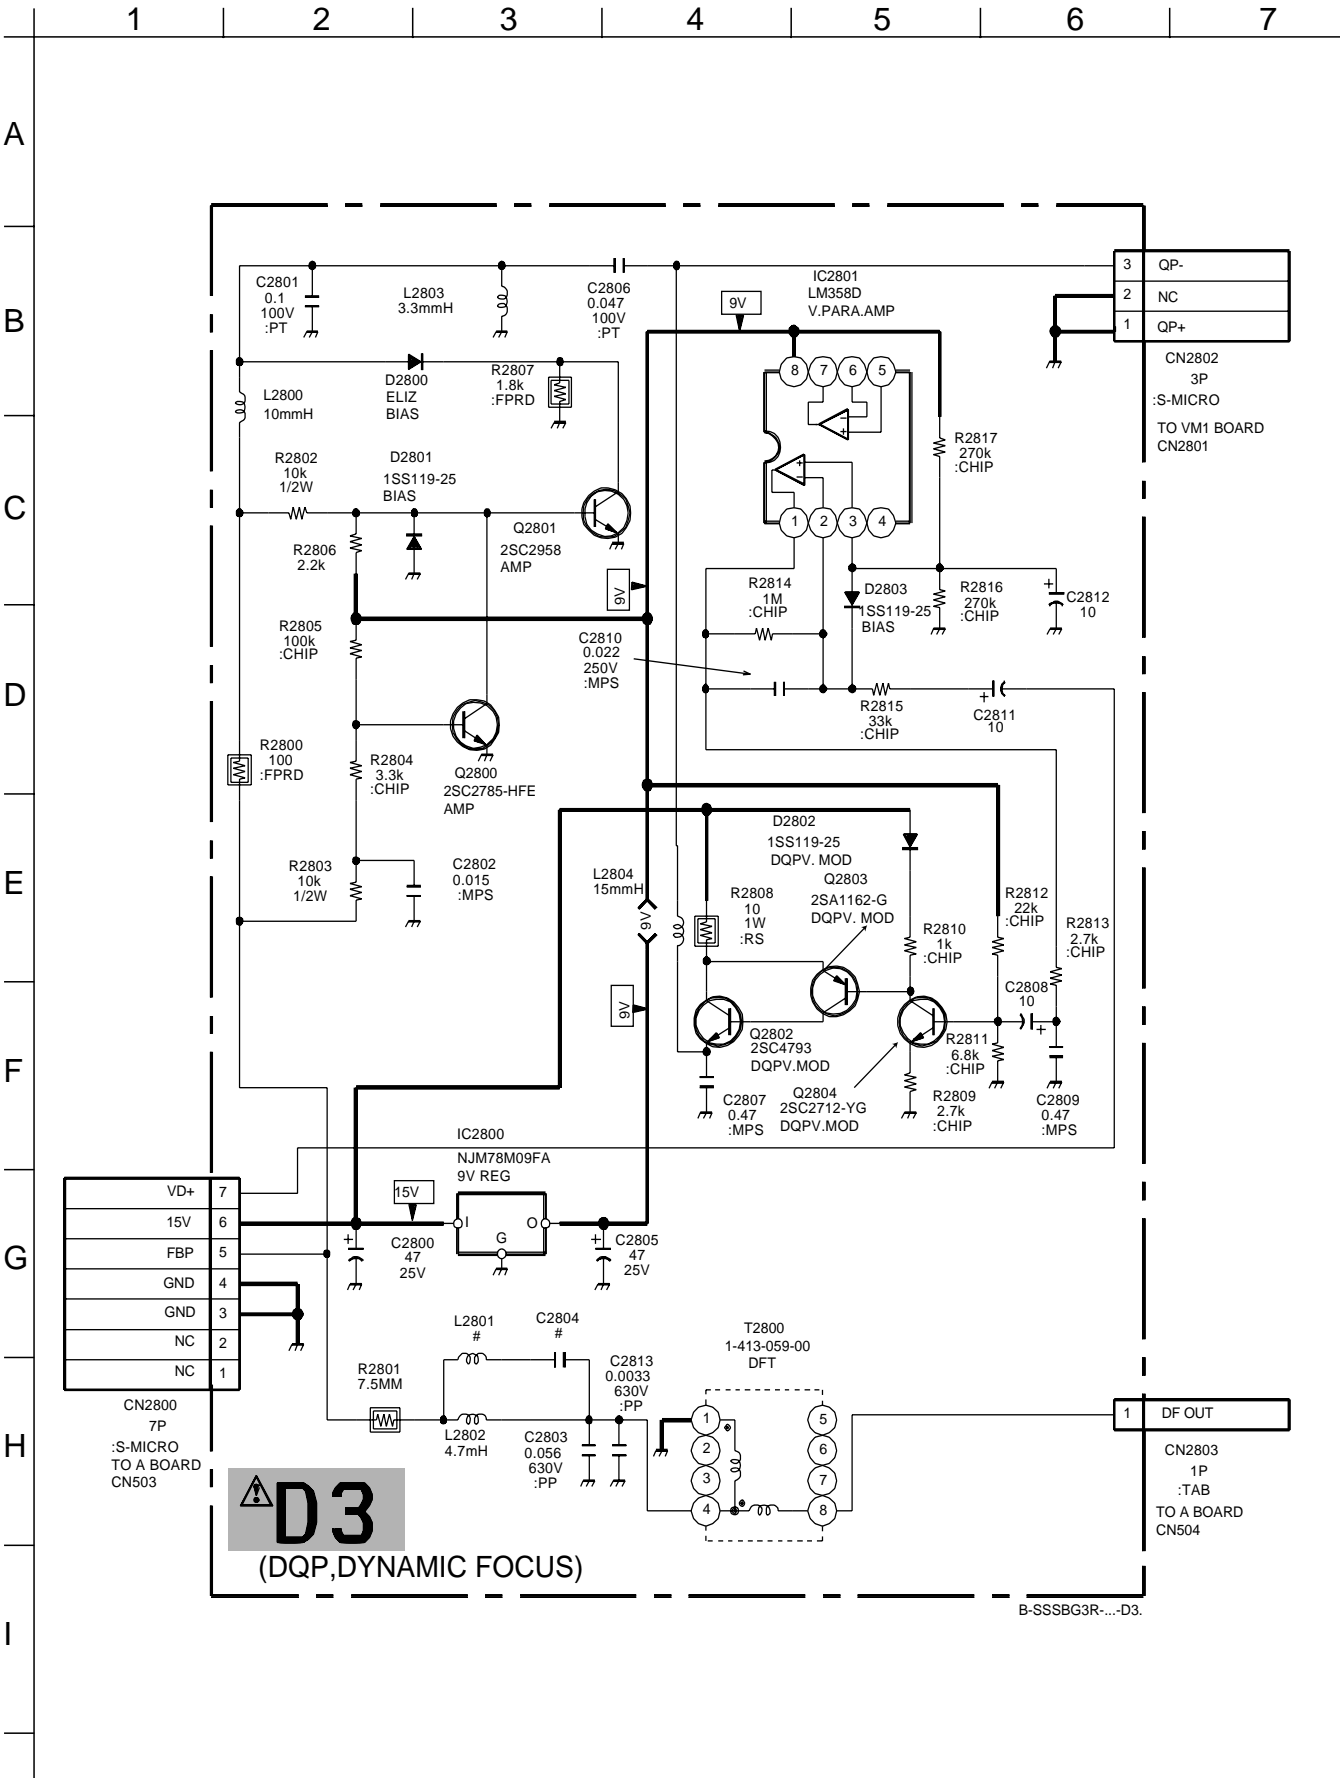 1 2 3 4 5 6 7
A
B
C
D
E
F
G
H
I
C2801
0.1
100V
:PT
L2803
3.3mmH
C2806
0.047
100V
:PT
9V
IC2801
LM358D
V.PARA.AMP
3 QP-
2 NC
1 QP+
CN2802
3P
:S-MICRO
TO VM1 BOARD
CN2801
L2800
10mmH
D2800
ELIZ
BIAS
R2807
1.8k
:FPRD
8 7 6 5
- +
+ -
1 2 3 4
R2817
270k
:CHIP
R2802
10k
1/2W
D2801
1SS119-25
BIAS
R2806
2.2k
Q2801
2SC2958
AMP
9V
R2814
1M
:CHIP
D2803
1SS119-25
BIAS
R2816
270k
:CHIP
+
C2812
10
R2805
100k
:CHIP
C2810
0.022
250V
:MPS
R2815
33k
:CHIP
+
C2811
10
R2800
100
:FPRD
R2804
3.3k
:CHIP
Q2800
2SC2785-HFE
AMP
D2802
1SS119-25
DQPV. MOD
R2803
10k
1/2W
C2802
0.015
:MPS
L2804
15mmH
9V
R2808
10
1W
:RS
Q2803
2SA1162-G
DQPV. MOD
R2810
1k
:CHIP
R2812
22k
:CHIP
R2813
2.7k
:CHIP
C2808
10
+
9V
Q2802
2SC4793
DQPV.MOD
R2811
6.8k
:CHIP
C2807
0.47
:MPS
Q2804
2SC2712-YG
DQPV.MOD
R2809
2.7k
:CHIP
C2809
0.47
:MPS
IC2800
NJM78M09FA
9V REG
15V
I O
G
VD+ 7
15V 6
FBP 5
GND 4
GND 3
NC 2
NC 1
CN2800
7P
:S-MICRO
TO A BOARD
CN503
+
C2800
47
25V
+
C2805
47
25V
L2801
#
C2804
#
R2801
7.5MM
C2813
0.0033
630V
:PP
L2802
4.7mH
C2803
0.056
630V
:PP
T2800
1-413-059-00
DFT
1 5
2 6
3 7
4 8
1 DF OUT
CN2803
1P
:TAB
TO A BOARD
CN504
D3
(DQP,DYNAMIC FOCUS)
B-SSSBG3R-...-D3.